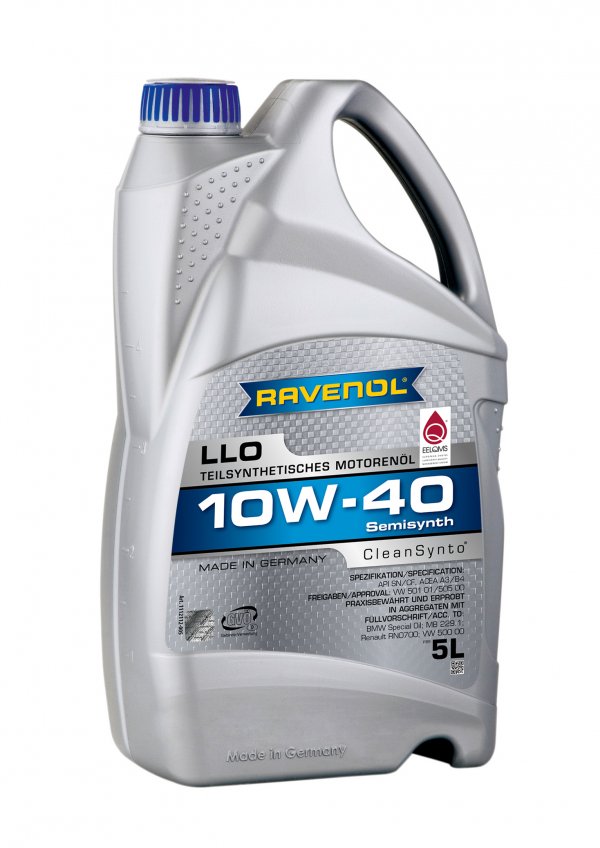 RAVENOL®
LLO
TEILSYNTHETISCHES MOTORENÖL
EELQMS
10W-40
Semisynth
CleanSynto®
MADE IN GERMANY
SPEZIFIKATION/SPECIFICATION:
API SN/CF, ACEA A3/B4
FREIGABEN/APPROVAL: VW 501 01/505 00
PRAXISBEWÄHRT UND ERPROBT
IN AGGREGATEN MIT
FÜLLVORSCHRIFT/ACC. TO:
BMW Special Oil; MB 229.1;
Renault RN0700; VW 500 00
5L
GVÖ
Made in Germany